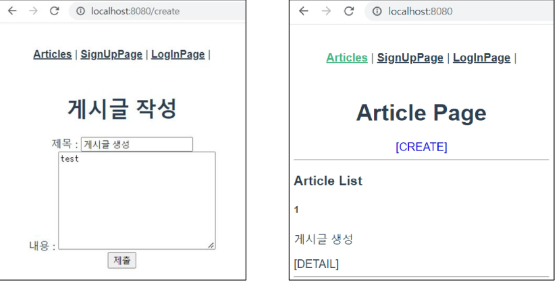 localhost:8080/create
Articles | SignUpPage | LogInPage |
게시글 작성
제목 : 게시글 생성
test
내용 :
제출
localhost:8080
Articles | SignUpPage | LogInPage |
Article Page
[CREATE]
Article List
1
게시글 생성
[DETAIL]